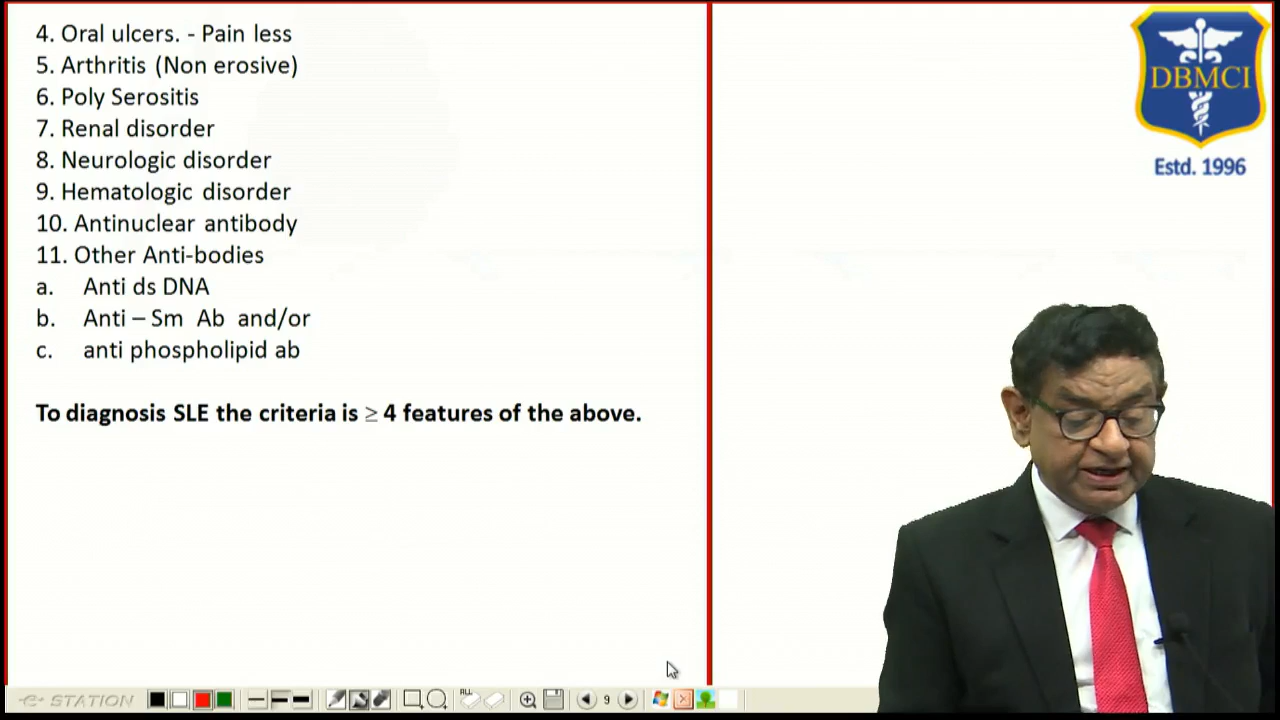 4. Oral ulcers. - Pain less
5. Arthritis (Non erosive)
6. Poly Serositis
7. Renal disorder
8. Neurologic disorder
9. Hematologic disorder
10. Antinuclear antibody
11. Other Anti-bodies
a. Anti ds DNA
b. Anti – Sm Ab and/or
c. anti phospholipid ab
To diagnosis SLE the criteria is ≥ 4 features of the above.
DBMCI
Estd. 1996
STATION
ALL
9